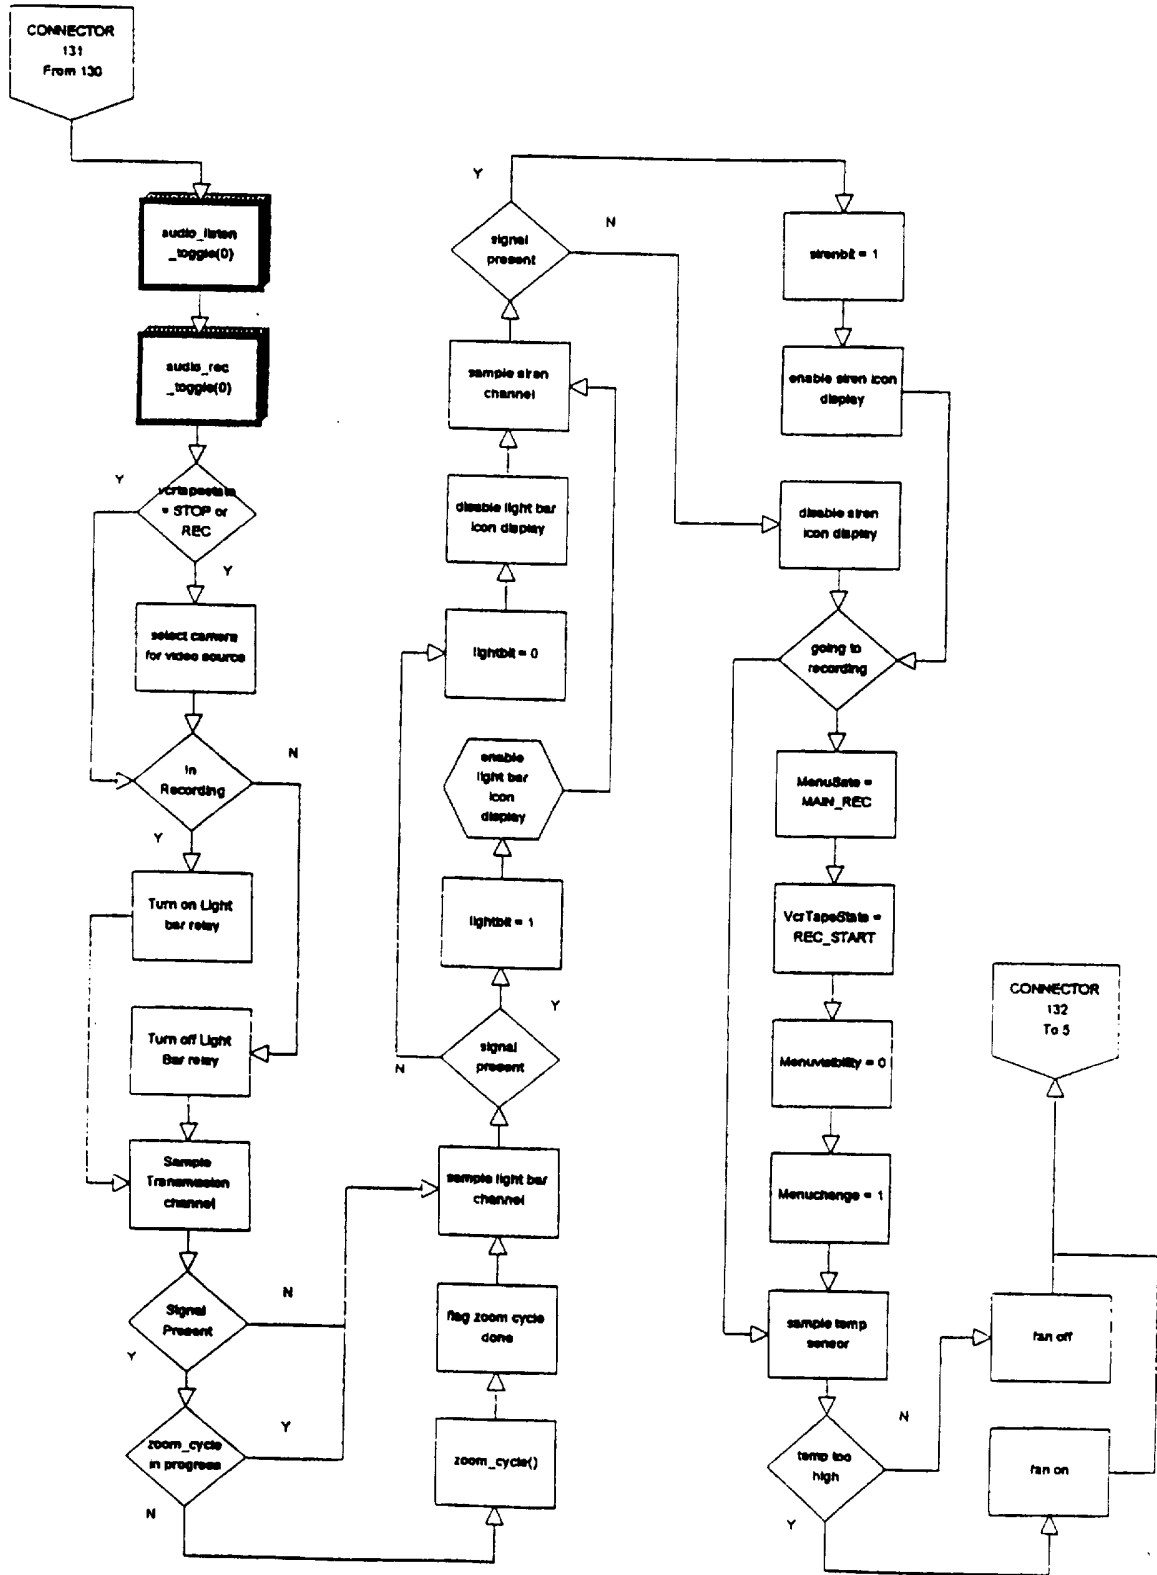 CONNECTOR
131
From 130
audio_listen
_toggle(0)
audio_rec
_toggle(0)
Y
vcrtapestate
= STOP or
REC
Y
select camera
for video source
In
Recording
N
Y
Turn on Light
bar relay
Turn off Light
Bar relay
Sample
Transmission
channel
Signal
Present
N
Y
zoom_cycle
in progress
Y
N
Y
signal
present
N
sample siren
channel
disable light bar
icon display
lightbit = 0
enable
light bar
icon
display
lightbit = 1
Y
signal
present
N
sample light bar
channel
flag zoom cycle
done
zoom_cycle()
sirenbit = 1
enable siren icon
display
disable siren
icon display
going to
recording
MenuSate =
MAIN_REC
VcrTapeState =
REC_START
Menuvisibility = 0
Menuchange = 1
sample temp
sensor
temp too
high
N
Y
CONNECTOR
132
To 5
fan off
fan on